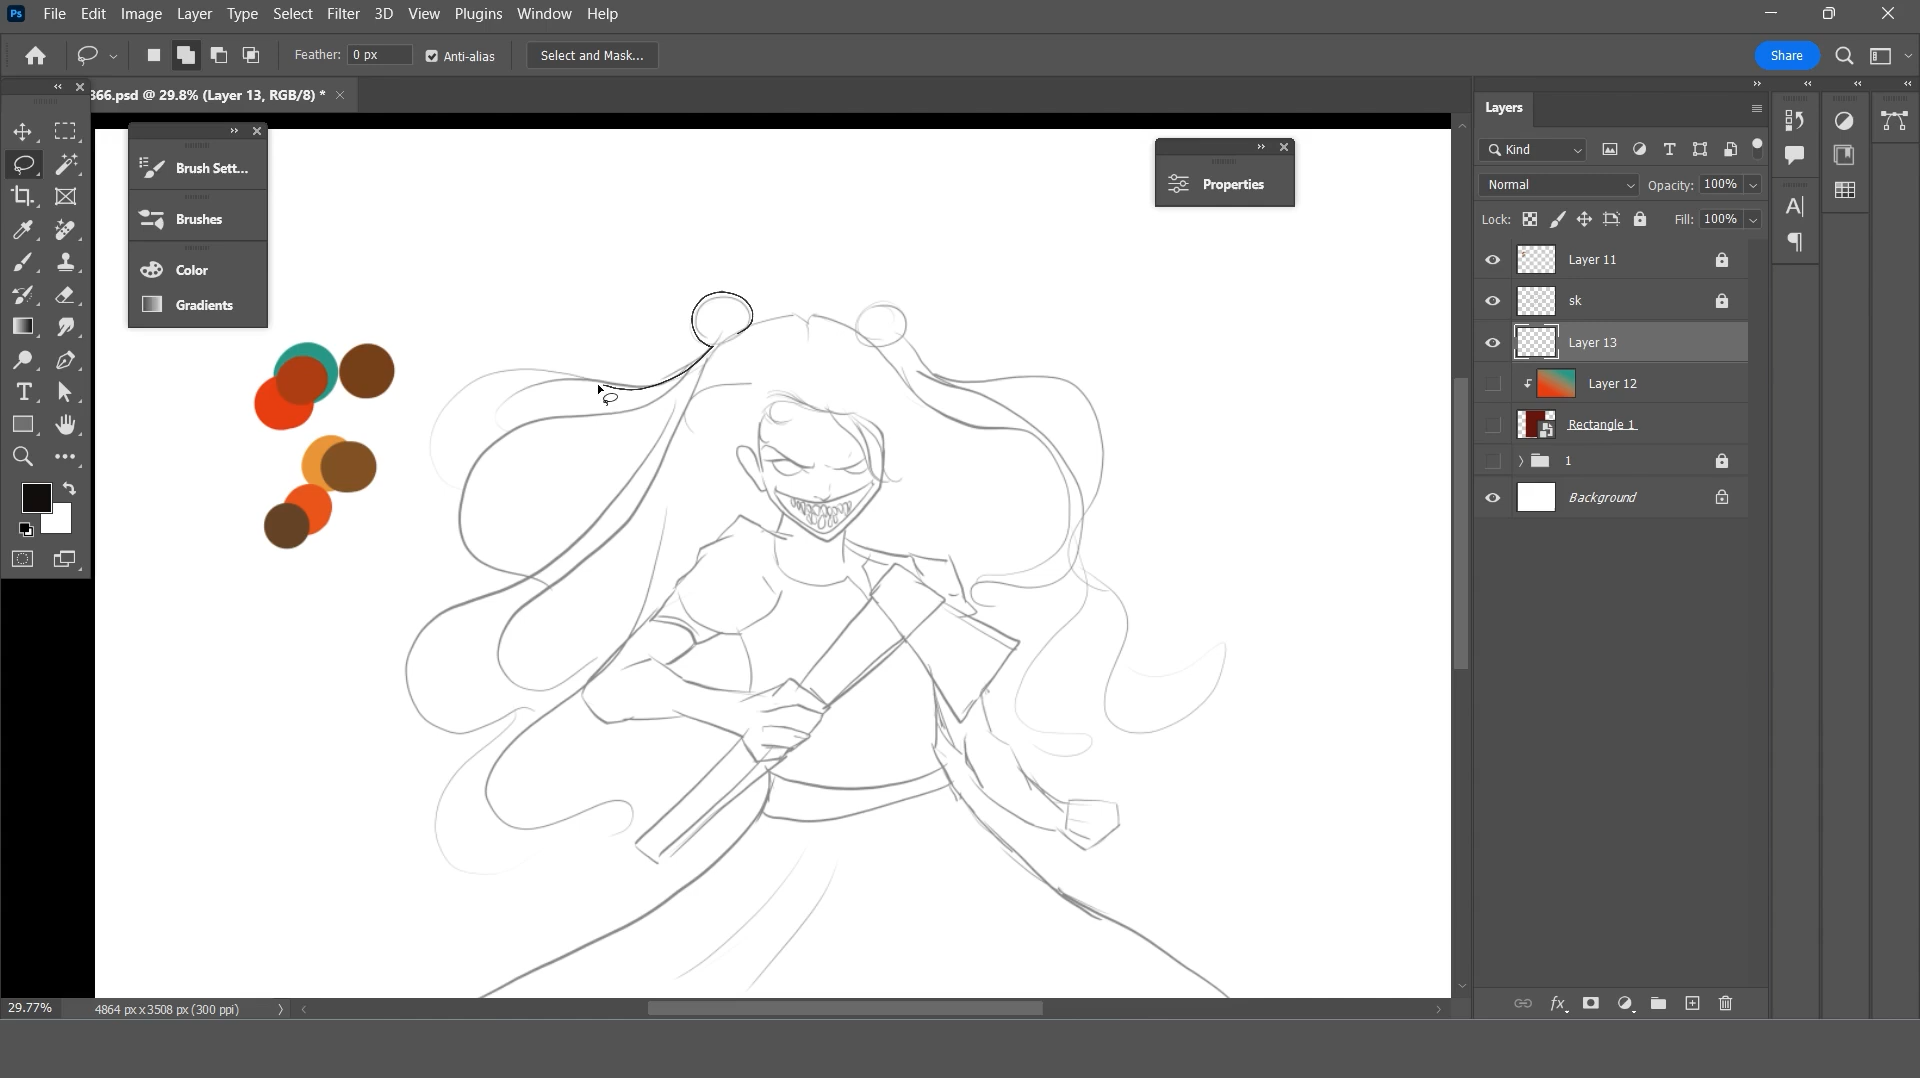 Ps File Edit Image Layer Type Select Filter 3D View Plugins Window Help
Feather: 0 px Anti-alias Select and Mask... Share
366.psd @ 29.8% (Layer 13, RGB/8) *
Brush Sett...
Brushes
Color
Gradients
Properties
Layers
Kind
Normal Opacity: 100%
Lock: Fill: 100%
Layer 11
sk
Layer 13
Layer 12
Rectangle 1
1
Background
29.77% 4864 px x 3508 px (300 ppi)